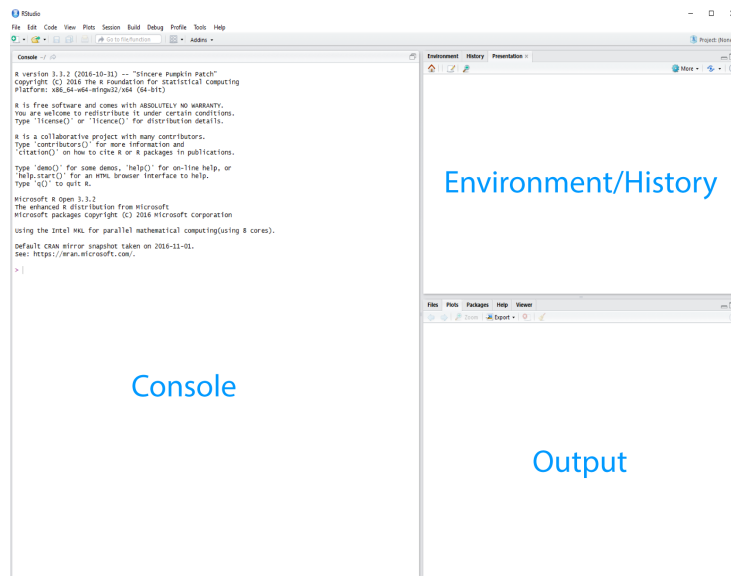 RStudio
File Edit Code View Plots Session Build Debug Profile Tools Help
Go to file/function Addins Project: (None
Console ~/
R version 3.3.2 (2016-10-31) -- "Sincere Pumpkin Patch"
Copyright (C) 2016 The R Foundation for Statistical Computing
Platform: x86_64-w64-mingw32/x64 (64-bit)
R is free software and comes with ABSOLUTELY NO WARRANTY.
You are welcome to redistribute it under certain conditions.
Type 'license()' or 'licence()' for distribution details.
R is a collaborative project with many contributors.
Type 'contributors()' for more information and
'citation()' on how to cite R or R packages in publications.
Type 'demo()' for some demos, 'help()' for on-line help, or
'help.start()' for an HTML browser interface to help.
Type 'q()' to quit R.
Microsoft R Open 3.3.2
The enhanced R distribution from Microsoft
Microsoft packages Copyright (C) 2016 Microsoft Corporation
Using the Intel MKL for parallel mathematical computing(using 8 cores).
Default CRAN mirror snapshot taken on 2016-11-01.
See: https://mran.microsoft.com/.
>
Console
Environment History Presentation
More
Environment/History
Files Plots Packages Help Viewer
Zoom Export
Output